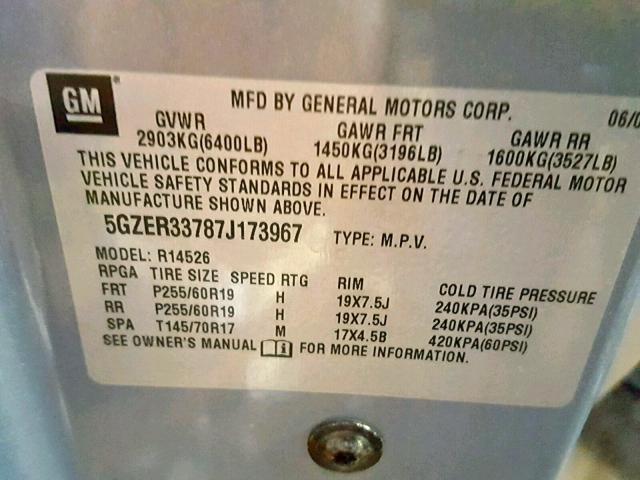 GM
MFD BY GENERAL MOTORS CORP. 06/0
GVWR GAWR FRT GAWR RR
2903KG(6400LB) 1450KG(3196LB) 1600KG(3527LB)
THIS VEHICLE CONFORMS TO ALL APPLICABLE U.S. FEDERAL MOTOR
VEHICLE SAFETY STANDARDS IN EFFECT ON THE DATE OF
MANUFACTURE SHOWN ABOVE.
5GZER33787J173967 TYPE: M.P.V.
MODEL: R14526
RPGA TIRE SIZE SPEED RTG RIM COLD TIRE PRESSURE
FRT P255/60R19 H 19X7.5J 240KPA(35PSI)
RR P255/60R19 H 19X7.5J 240KPA(35PSI)
SPA T145/70R17 M 17X4.5B 420KPA(60PSI)
SEE OWNER'S MANUAL i FOR MORE INFORMATION.